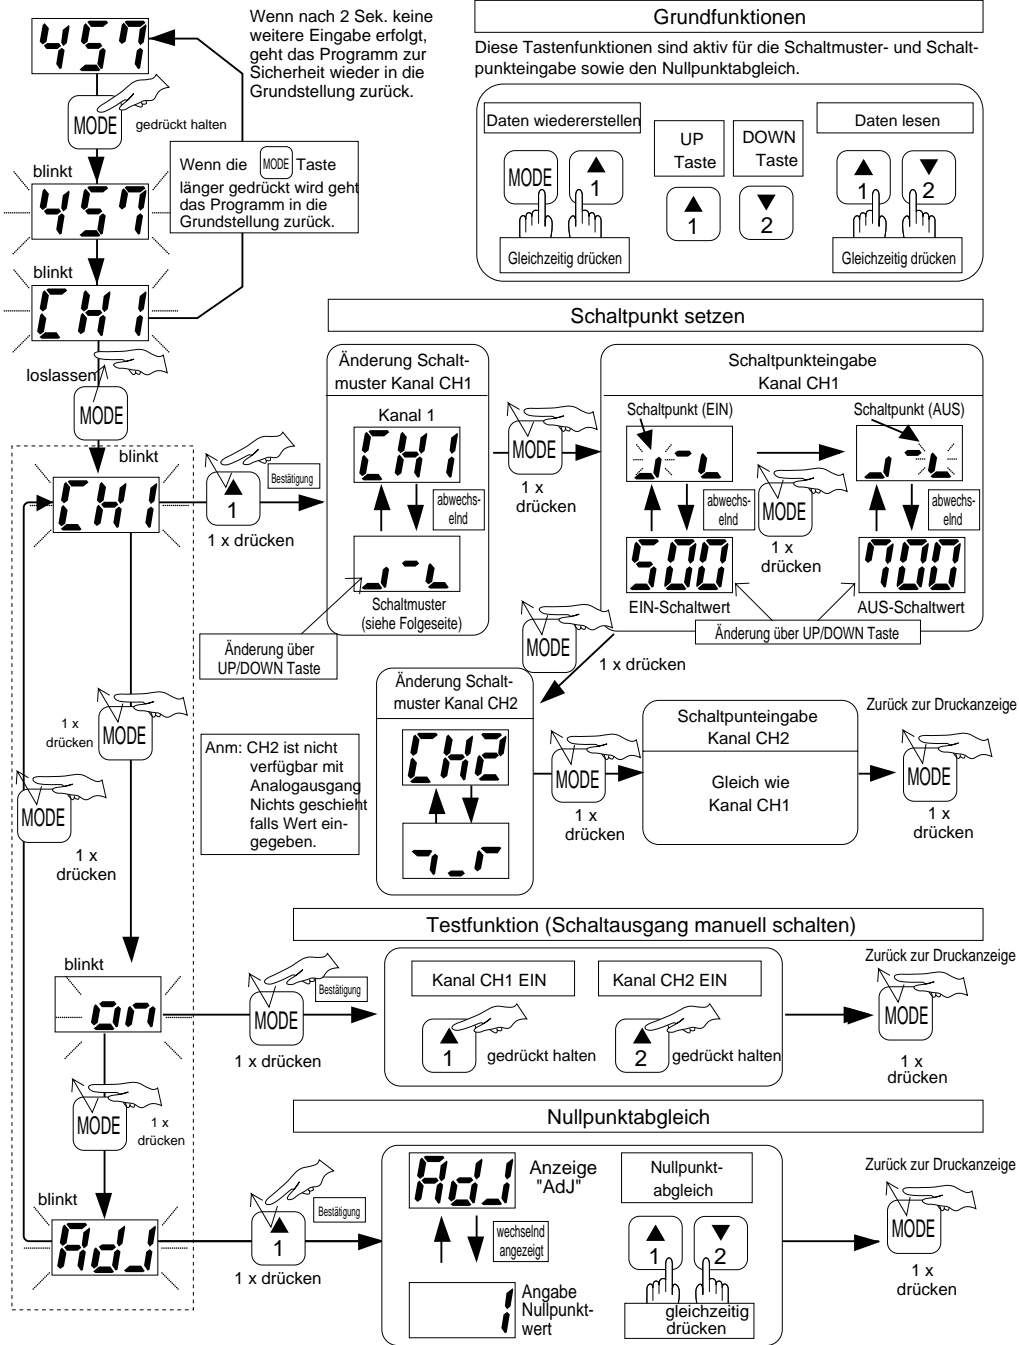 457
Wenn nach 2 Sek. keine
weitere Eingabe erfolgt,
geht das Programm zur
Sicherheit wieder in die
Grundstellung zurück.
MODE
gedrückt halten
blinkt
457
Wenn die MODE Taste
länger gedrückt wird geht
das Programm in die
Grundstellung zurück.
blinkt
CH1
loslassen
MODE
Grundfunktionen
Diese Tastenfunktionen sind aktiv für die Schaltmuster- und Schalt-
punkteingabe sowie den Nullpunktabgleich.
Daten wiedererstellen
MODE
1
Gleichzeitig drücken
UP
Taste
1
DOWN
Taste
2
Daten lesen
1
2
Gleichzeitig drücken
Schaltpunkt setzen
blinkt
CH1
1
Bestätigung
1 x drücken
Änderung Schalt-
muster Kanal CH1
Kanal 1
CH1
abwechs-
elnd
Schaltmuster
(siehe Folgeseite)
Änderung über
UP/DOWN Taste
MODE
1 x
drücken
Schaltpunkteingabe
Kanal CH1
Schaltpunkt (EIN)
abwechs-
elnd
500
EIN-Schaltwert
MODE
1 x
drücken
Schaltpunkt (AUS)
abwechs-
elnd
700
AUS-Schaltwert
Änderung über UP/DOWN Taste
MODE
1 x drücken
Änderung Schalt-
muster Kanal CH2
CH2
Anm: CH2 ist nicht
verfügbar mit
Analogausgang
Nichts geschieht
falls Wert ein-
gegeben.
MODE
1 x
drücken
Schaltpunteingabe
Kanal CH2
Gleich wie
Kanal CH1
Zurück zur Druckanzeige
MODE
1 x
drücken
1 x
drücken
MODE
MODE
1 x
drücken
Testfunktion (Schaltausgang manuell schalten)
blinkt
on
MODE
Bestätigung
1 x drücken
Kanal CH1 EIN
1
gedrückt halten
Kanal CH2 EIN
2
gedrückt halten
Zurück zur Druckanzeige
MODE
1 x
drücken
MODE
1 x
drücken
Nullpunktabgleich
blinkt
AdJ
1
Bestätigung
1 x drücken
AdJ
Anzeige
"AdJ"
wechselnd
angezeigt
1
Angabe
Nullpunkt-
wert
Nullpunkt-
abgleich
1
2
gleichzeitig
drücken
Zurück zur Druckanzeige
MODE
1 x
drücken